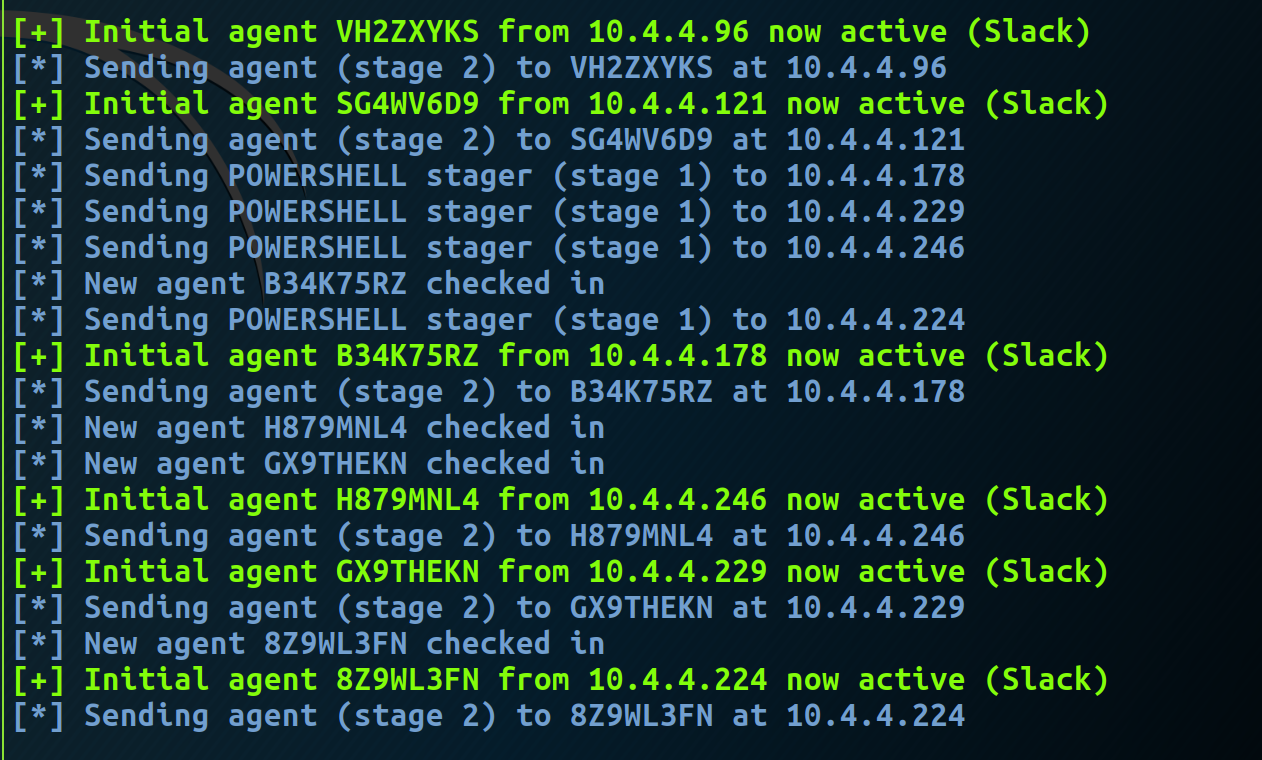 [+] Initial agent VH2ZXYKS from 10.4.4.96 now active (Slack)
[*] Sending agent (stage 2) to VH2ZXYKS at 10.4.4.96
[+] Initial agent SG4WV6D9 from 10.4.4.121 now active (Slack)
[*] Sending agent (stage 2) to SG4WV6D9 at 10.4.4.121
[*] Sending POWERSHELL stager (stage 1) to 10.4.4.178
[*] Sending POWERSHELL stager (stage 1) to 10.4.4.229
[*] Sending POWERSHELL stager (stage 1) to 10.4.4.246
[*] New agent B34K75RZ checked in
[*] Sending POWERSHELL stager (stage 1) to 10.4.4.224
[+] Initial agent B34K75RZ from 10.4.4.178 now active (Slack)
[*] Sending agent (stage 2) to B34K75RZ at 10.4.4.178
[*] New agent H879MNL4 checked in
[*] New agent GX9THEKN checked in
[+] Initial agent H879MNL4 from 10.4.4.246 now active (Slack)
[*] Sending agent (stage 2) to H879MNL4 at 10.4.4.246
[+] Initial agent GX9THEKN from 10.4.4.229 now active (Slack)
[*] Sending agent (stage 2) to GX9THEKN at 10.4.4.229
[*] New agent 8Z9WL3FN checked in
[+] Initial agent 8Z9WL3FN from 10.4.4.224 now active (Slack)
[*] Sending agent (stage 2) to 8Z9WL3FN at 10.4.4.224